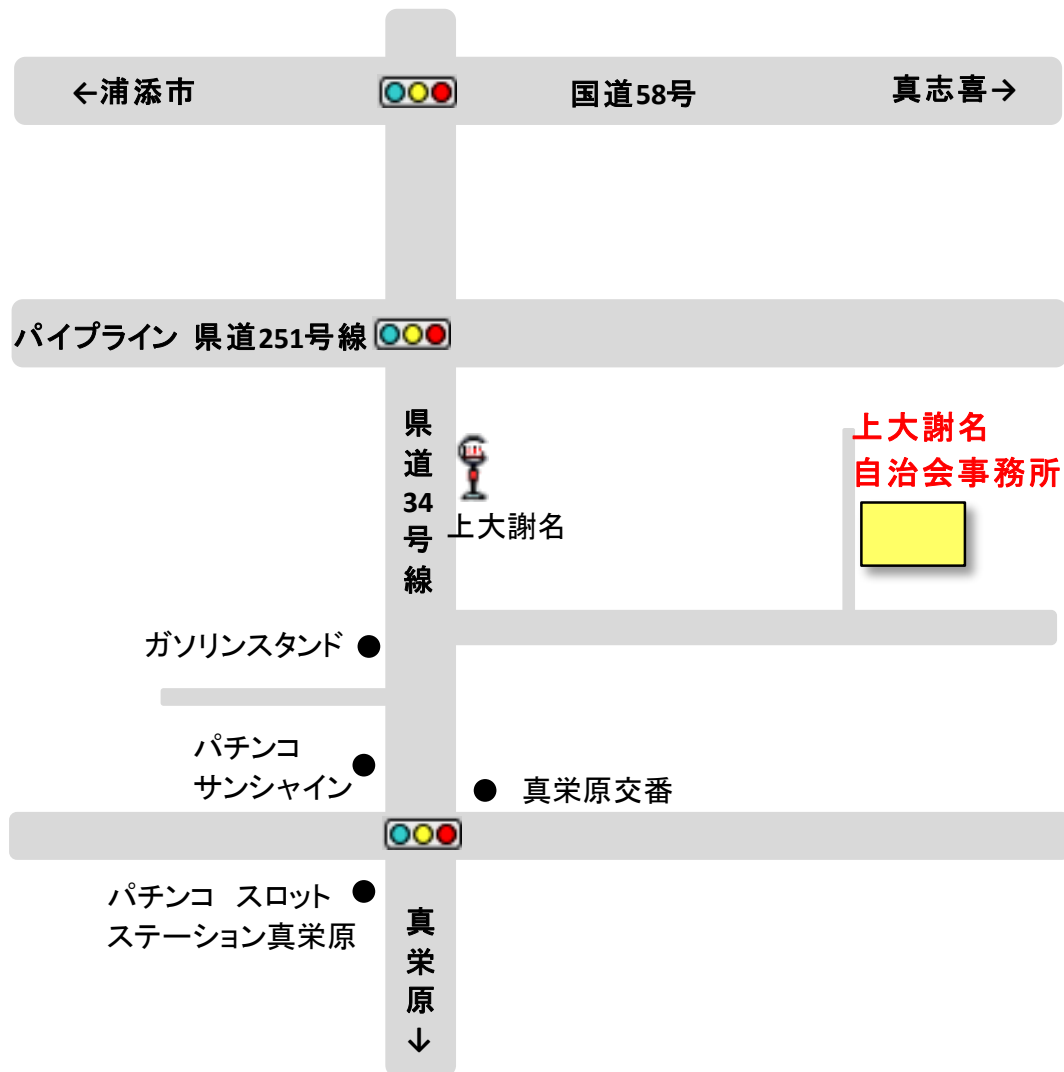 ←浦添市
国道58号
真志喜→
パイプライン 県道251号線
県道34号線
上大謝名
自治会事務所
上大謝名
ガソリンスタンド
パチンコ
サンシャイン
真栄原交番
パチンコ　スロット
ステーション真栄原
真栄原↓